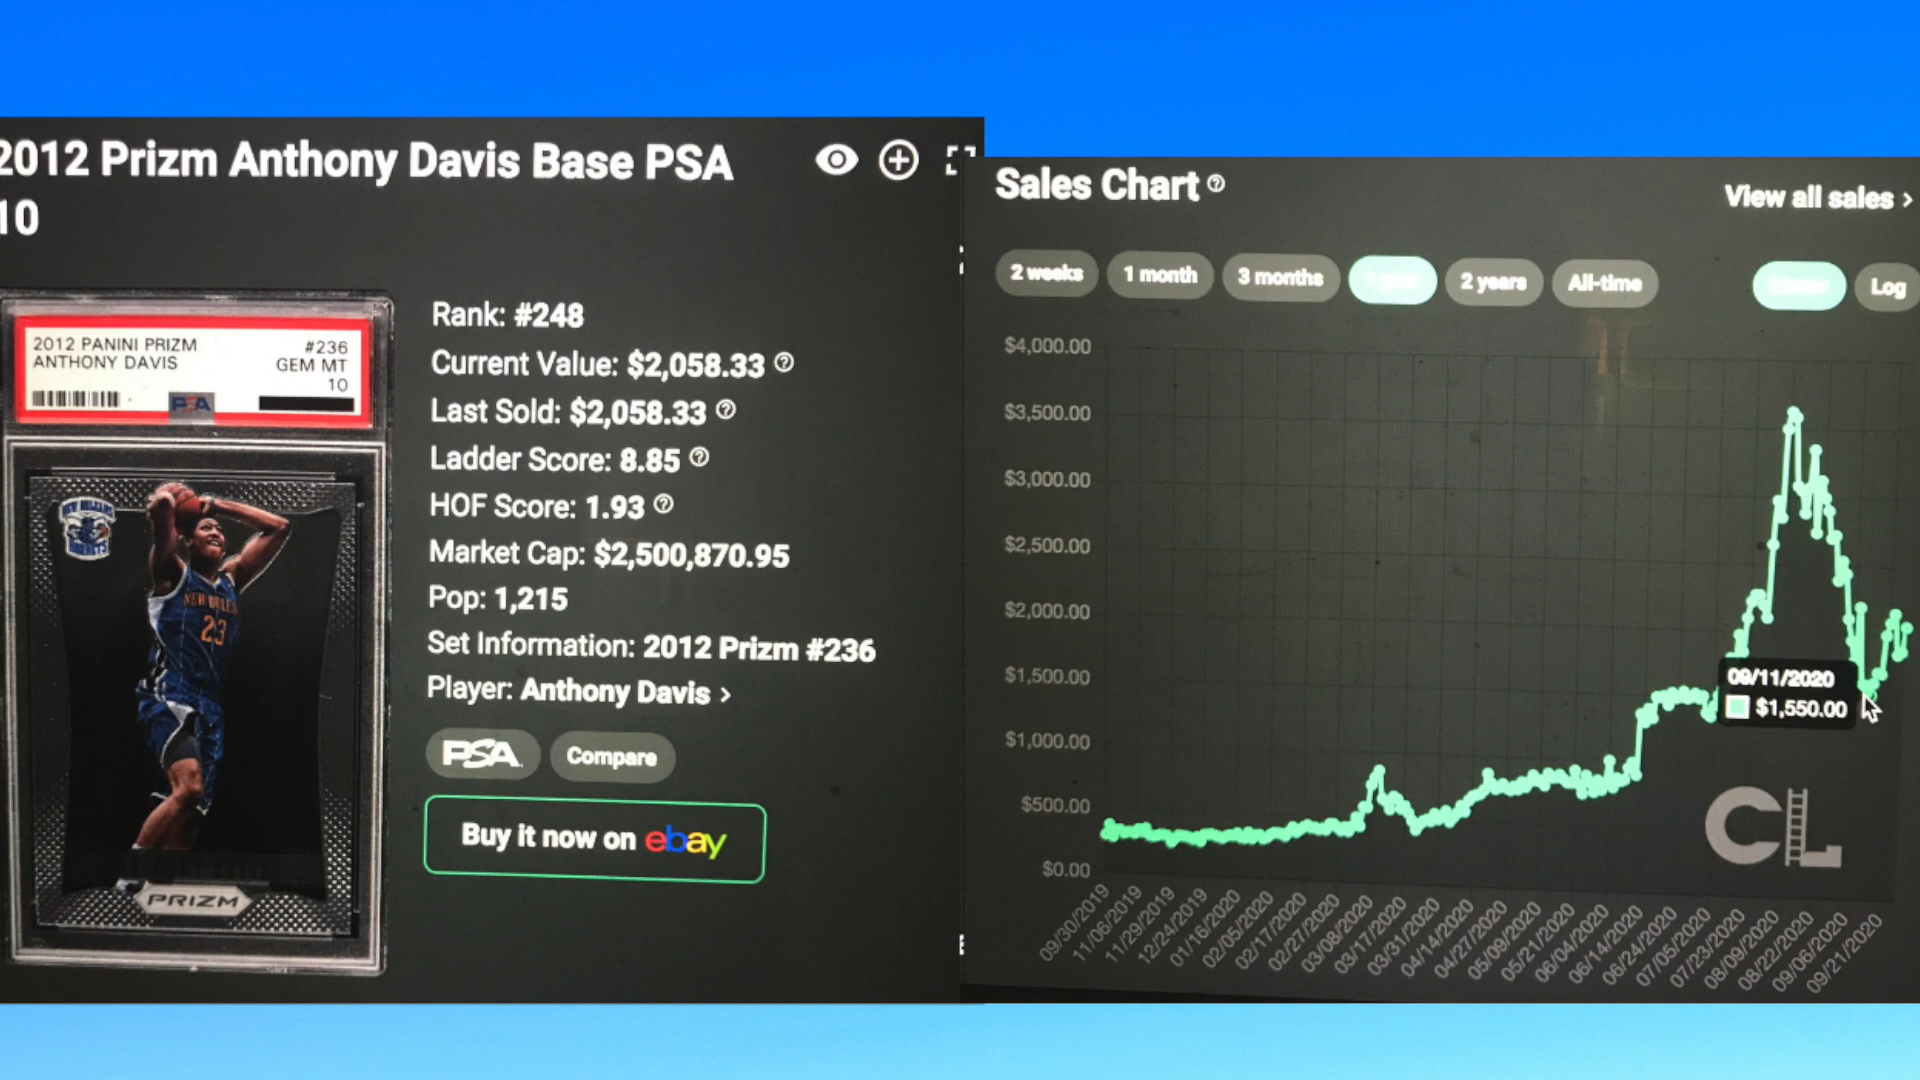 2012 Prizm Anthony Davis Base PSA
10
2012 PANINI PRIZM
ANTHONY DAVIS
#236
GEM MT
10
PSA
NEW ORLEANS
HORNETS
23
PRIZM
Rank: #248
Current Value: $2,058.33
Last Sold: $2,058.33
Ladder Score: 8.85
HOF Score: 1.93
Market Cap: $2,500,870.95
Pop: 1,215
Set Information: 2012 Prizm #236
Player: Anthony Davis >
PSA
Compare
Buy it now on ebay
Sales Chart
View all sales >
2 weeks
1 month
3 months
1 year
2 years
All-time
Linear
Log
$4,000.00
$3,500.00
$3,000.00
$2,500.00
$2,000.00
$1,500.00
$1,000.00
$500.00
$0.00
09/11/2020
$1,550.00
CL
09/30/2019
11/06/2019
11/29/2019
12/24/2019
01/16/2020
02/05/2020
02/17/2020
02/27/2020
03/08/2020
03/17/2020
03/31/2020
04/14/2020
04/27/2020
05/09/2020
05/21/2020
06/04/2020
06/14/2020
06/24/2020
07/05/2020
07/23/2020
08/09/2020
08/22/2020
09/06/2020
09/21/2020